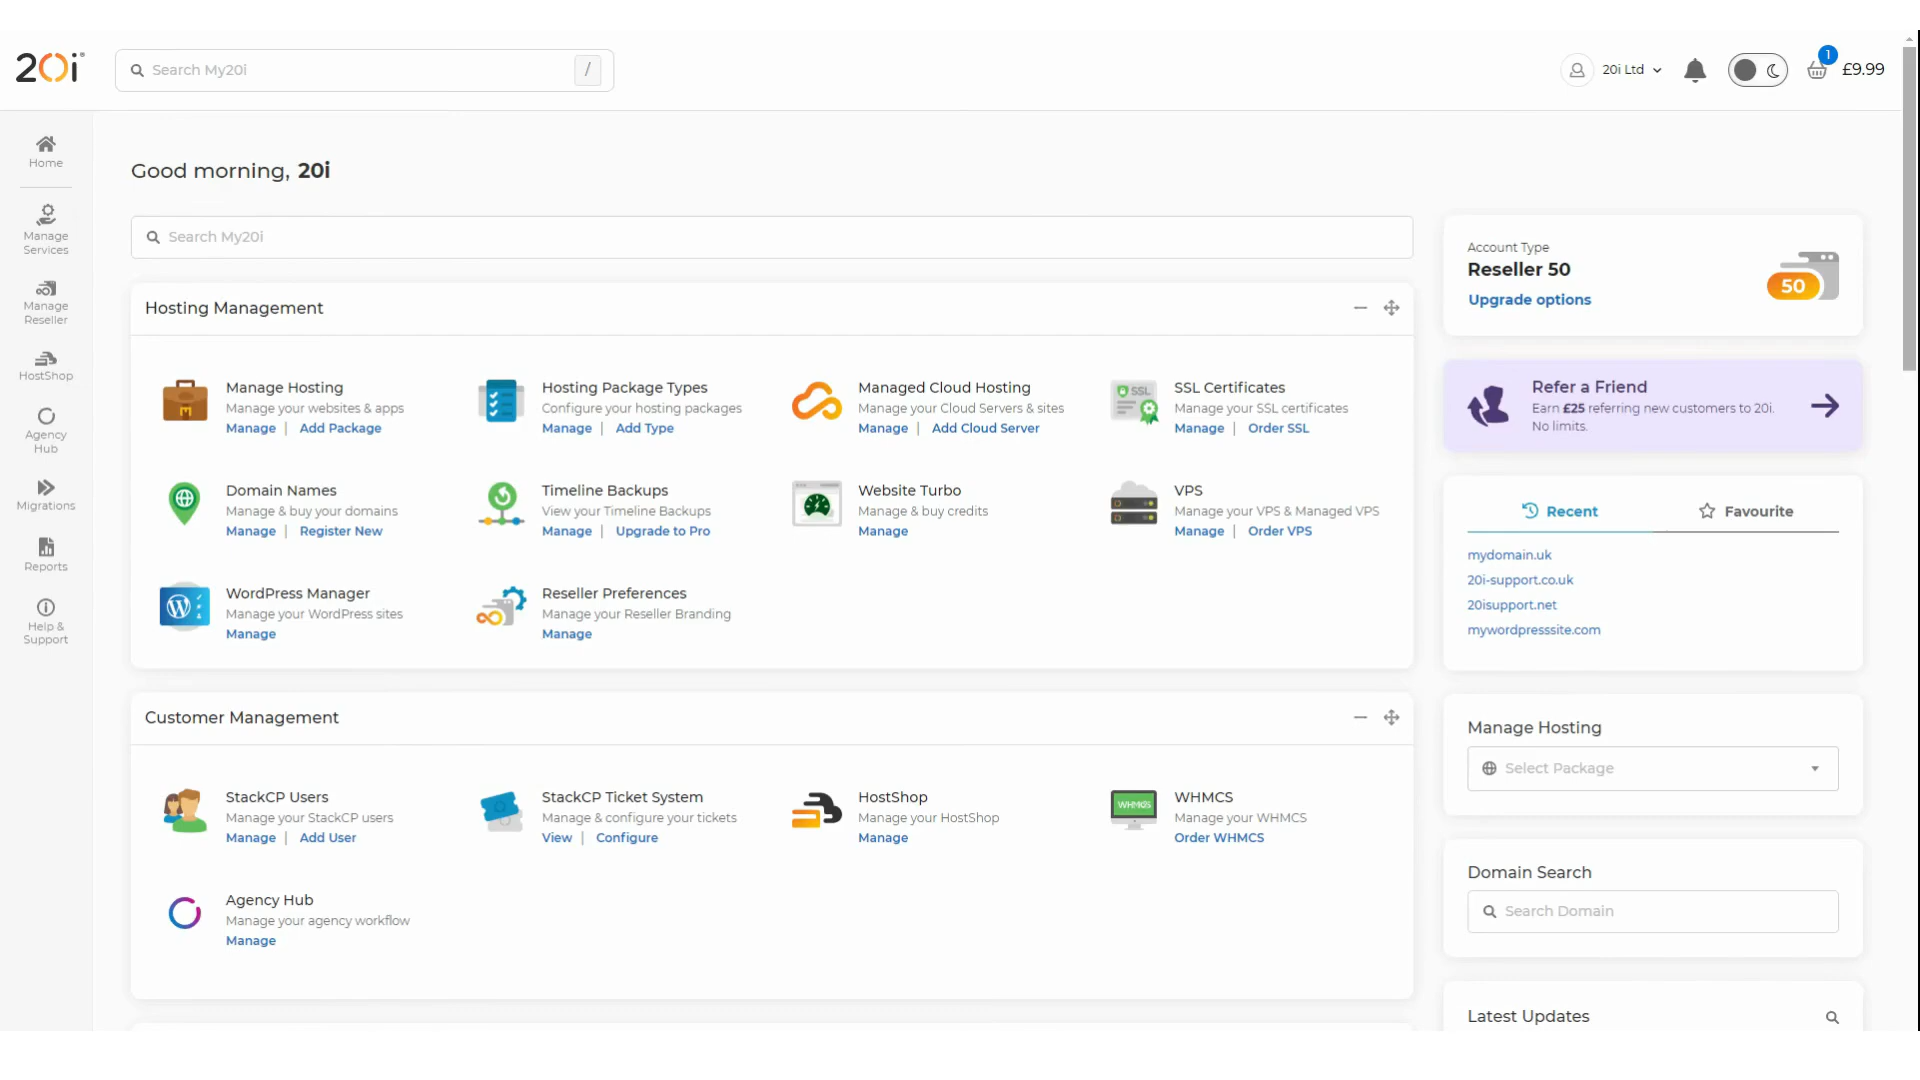 20i
Search My20i
/
20i Ltd
1
£9.99
Home
Manage
Services
Manage
Reseller
HostShop
Agency
Hub
Migrations
Reports
Help &
Support
Good morning, 20i
Search My20i
Hosting Management
Manage Hosting
Manage your websites & apps
Manage | Add Package
Hosting Package Types
Configure your hosting packages
Manage | Add Type
Managed Cloud Hosting
Manage your Cloud Servers & sites
Manage | Add Cloud Server
SSL
SSL Certificates
Manage your SSL certificates
Manage | Order SSL
Domain Names
Manage & buy your domains
Manage | Register New
Timeline Backups
View your Timeline Backups
Manage | Upgrade to Pro
Website Turbo
Manage & buy credits
Manage
VPS
Manage your VPS & Managed VPS
Manage | Order VPS
WordPress Manager
Manage your WordPress sites
Manage
Reseller Preferences
Manage your Reseller Branding
Manage
Customer Management
StackCP Users
Manage your StackCP users
Manage | Add User
StackCP Ticket System
Manage & configure your tickets
View | Configure
HostShop
Manage your HostShop
Manage
WHMCS
WHMCS
Manage your WHMCS
Order WHMCS
Agency Hub
Manage your agency workflow
Manage
Account Type
Reseller 50
Upgrade options
50
Refer a Friend
Earn £25 referring new customers to 20i.
No limits.
Recent
Favourite
mydomain.uk
20i-support.co.uk
20isupport.net
mywordpresssite.com
Manage Hosting
Select Package
Domain Search
Search Domain
Latest Updates